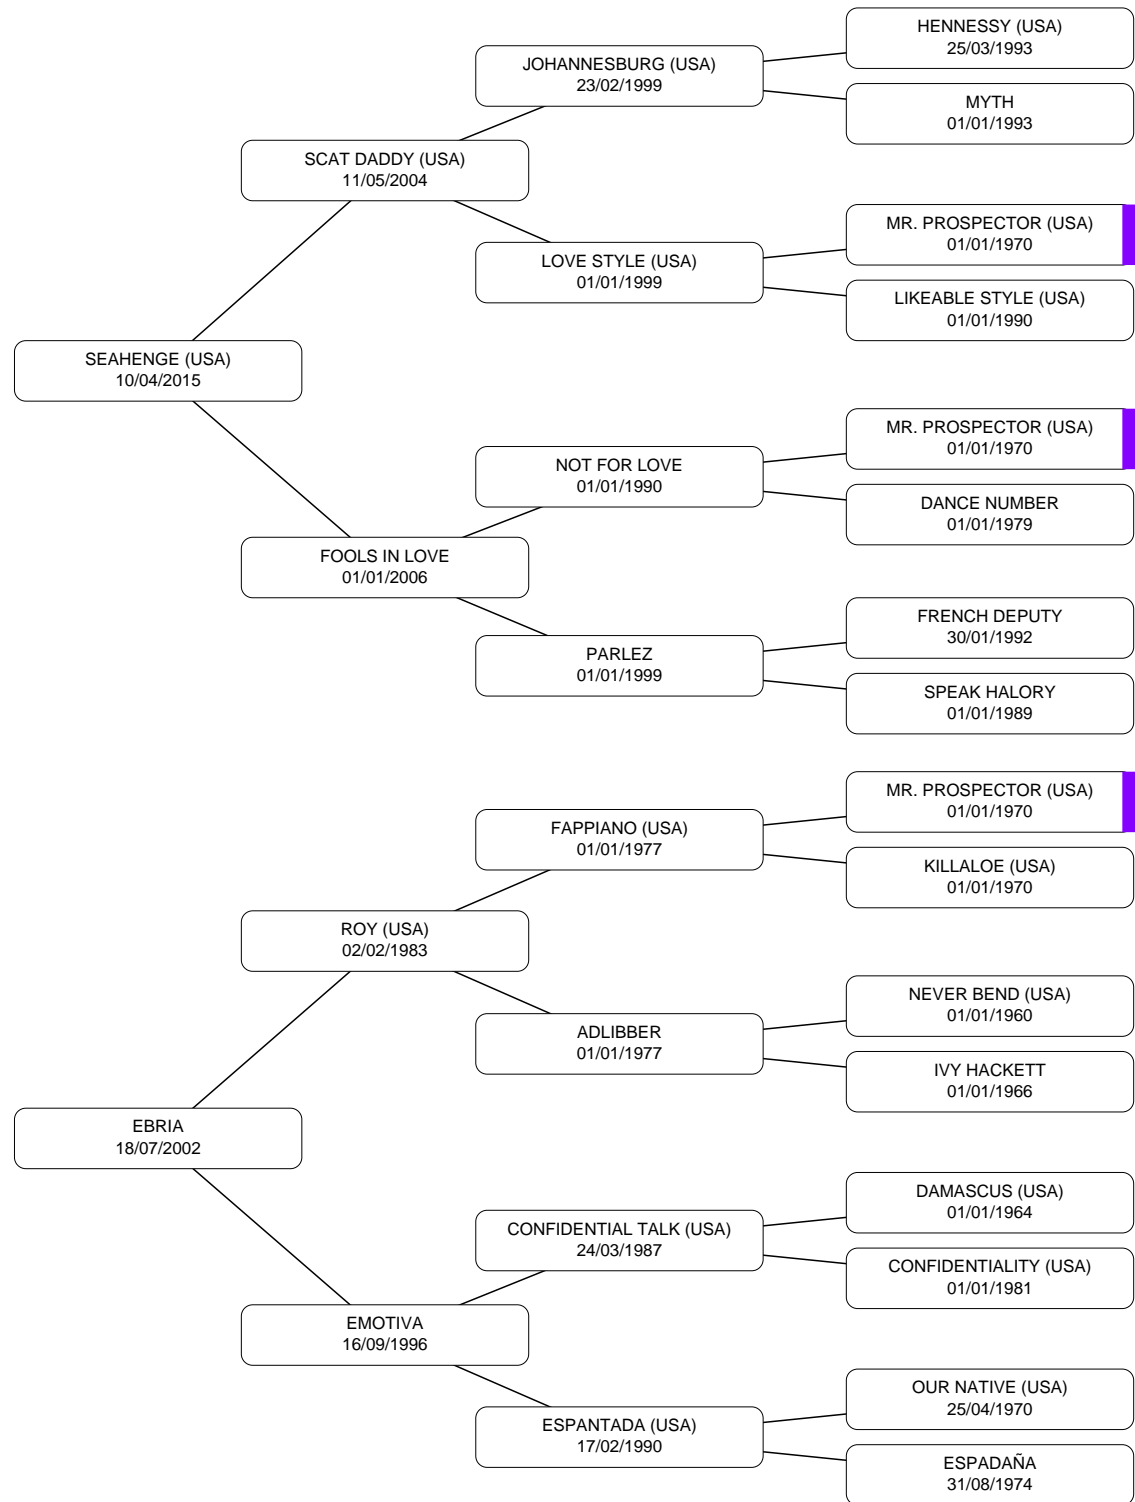 HENNESSY (USA)
25/03/1993
JOHANNESBURG (USA)
23/02/1999
MYTH
01/01/1993
SCAT DADDY (USA)
11/05/2004
MR. PROSPECTOR (USA)
01/01/1970
LOVE STYLE (USA)
01/01/1999
LIKEABLE STYLE (USA)
01/01/1990
SEAHENGE (USA)
10/04/2015
MR. PROSPECTOR (USA)
01/01/1970
NOT FOR LOVE
01/01/1990
DANCE NUMBER
01/01/1979
FOOLS IN LOVE
01/01/2006
FRENCH DEPUTY
30/01/1992
PARLEZ
01/01/1999
SPEAK HALORY
01/01/1989
MR. PROSPECTOR (USA)
01/01/1970
FAPPIANO (USA)
01/01/1977
KILLALOE (USA)
01/01/1970
ROY (USA)
02/02/1983
NEVER BEND (USA)
01/01/1960
ADLIBBER
01/01/1977
IVY HACKETT
01/01/1966
EBRIA
18/07/2002
DAMASCUS (USA)
01/01/1964
CONFIDENTIAL TALK (USA)
24/03/1987
CONFIDENTIALITY (USA)
01/01/1981
EMOTIVA
16/09/1996
OUR NATIVE (USA)
25/04/1970
ESPANTADA (USA)
17/02/1990
ESPADAÑA
31/08/1974